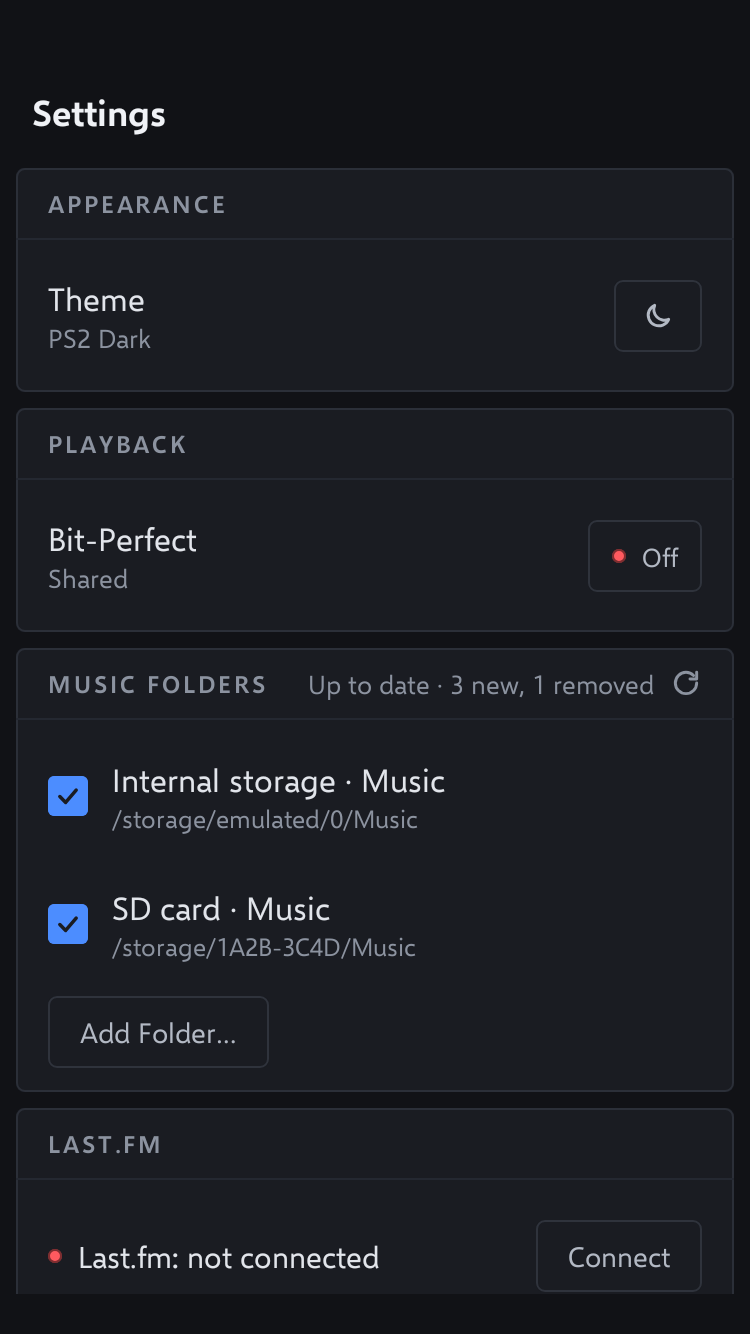 Settings
APPEARANCE
Theme
PS2 Dark
PLAYBACK
Bit-Perfect
Shared
Off
MUSIC FOLDERS
Up to date · 3 new, 1 removed
Internal storage · Music
/storage/emulated/0/Music
SD card · Music
/storage/1A2B-3C4D/Music
Add Folder...
LAST.FM
Last.fm: not connected
Connect